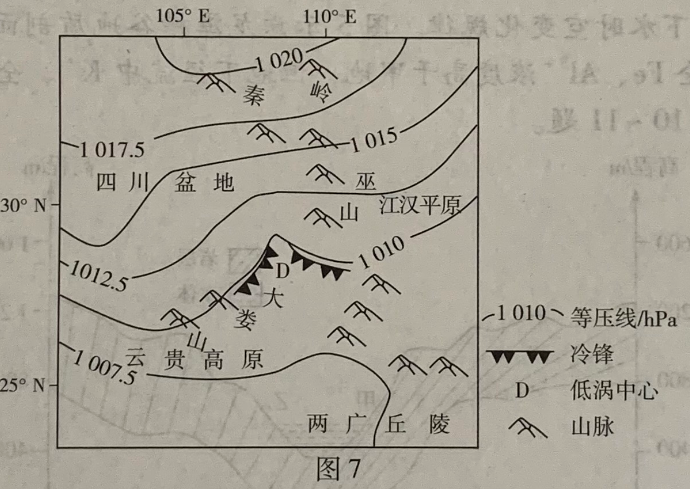 105° E 110° E
1 020
秦 岭
1 017.5
1 015
四 川 盆 地
巫
山
30° N
江汉平原
1 010
1012.5
D
大
娄
山
1 007.5
云 贵 高 原
25° N
两 广 丘 陵
1 010 等压线/hPa
冷锋
D 低涡中心
山脉
图 7